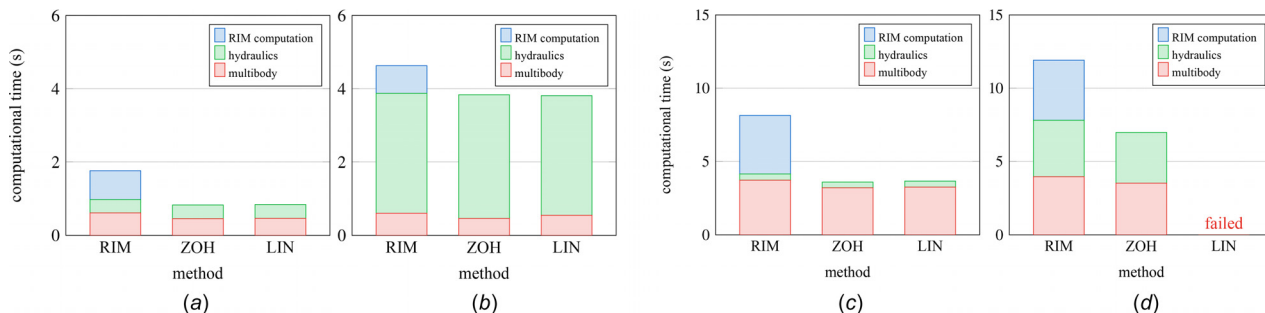 computational time (s)
6
4
2
0
RIM computation
hydraulics
multibody
RIM
ZOH
LIN
method
(a)
6
4
2
0
RIM computation
hydraulics
multibody
RIM
ZOH
LIN
method
(b)
computational time (s)
15
10
5
0
RIM computation
hydraulics
multibody
RIM
ZOH
LIN
method
(c)
15
10
5
0
RIM computation
hydraulics
multibody
failed
RIM
ZOH
LIN
method
(d)